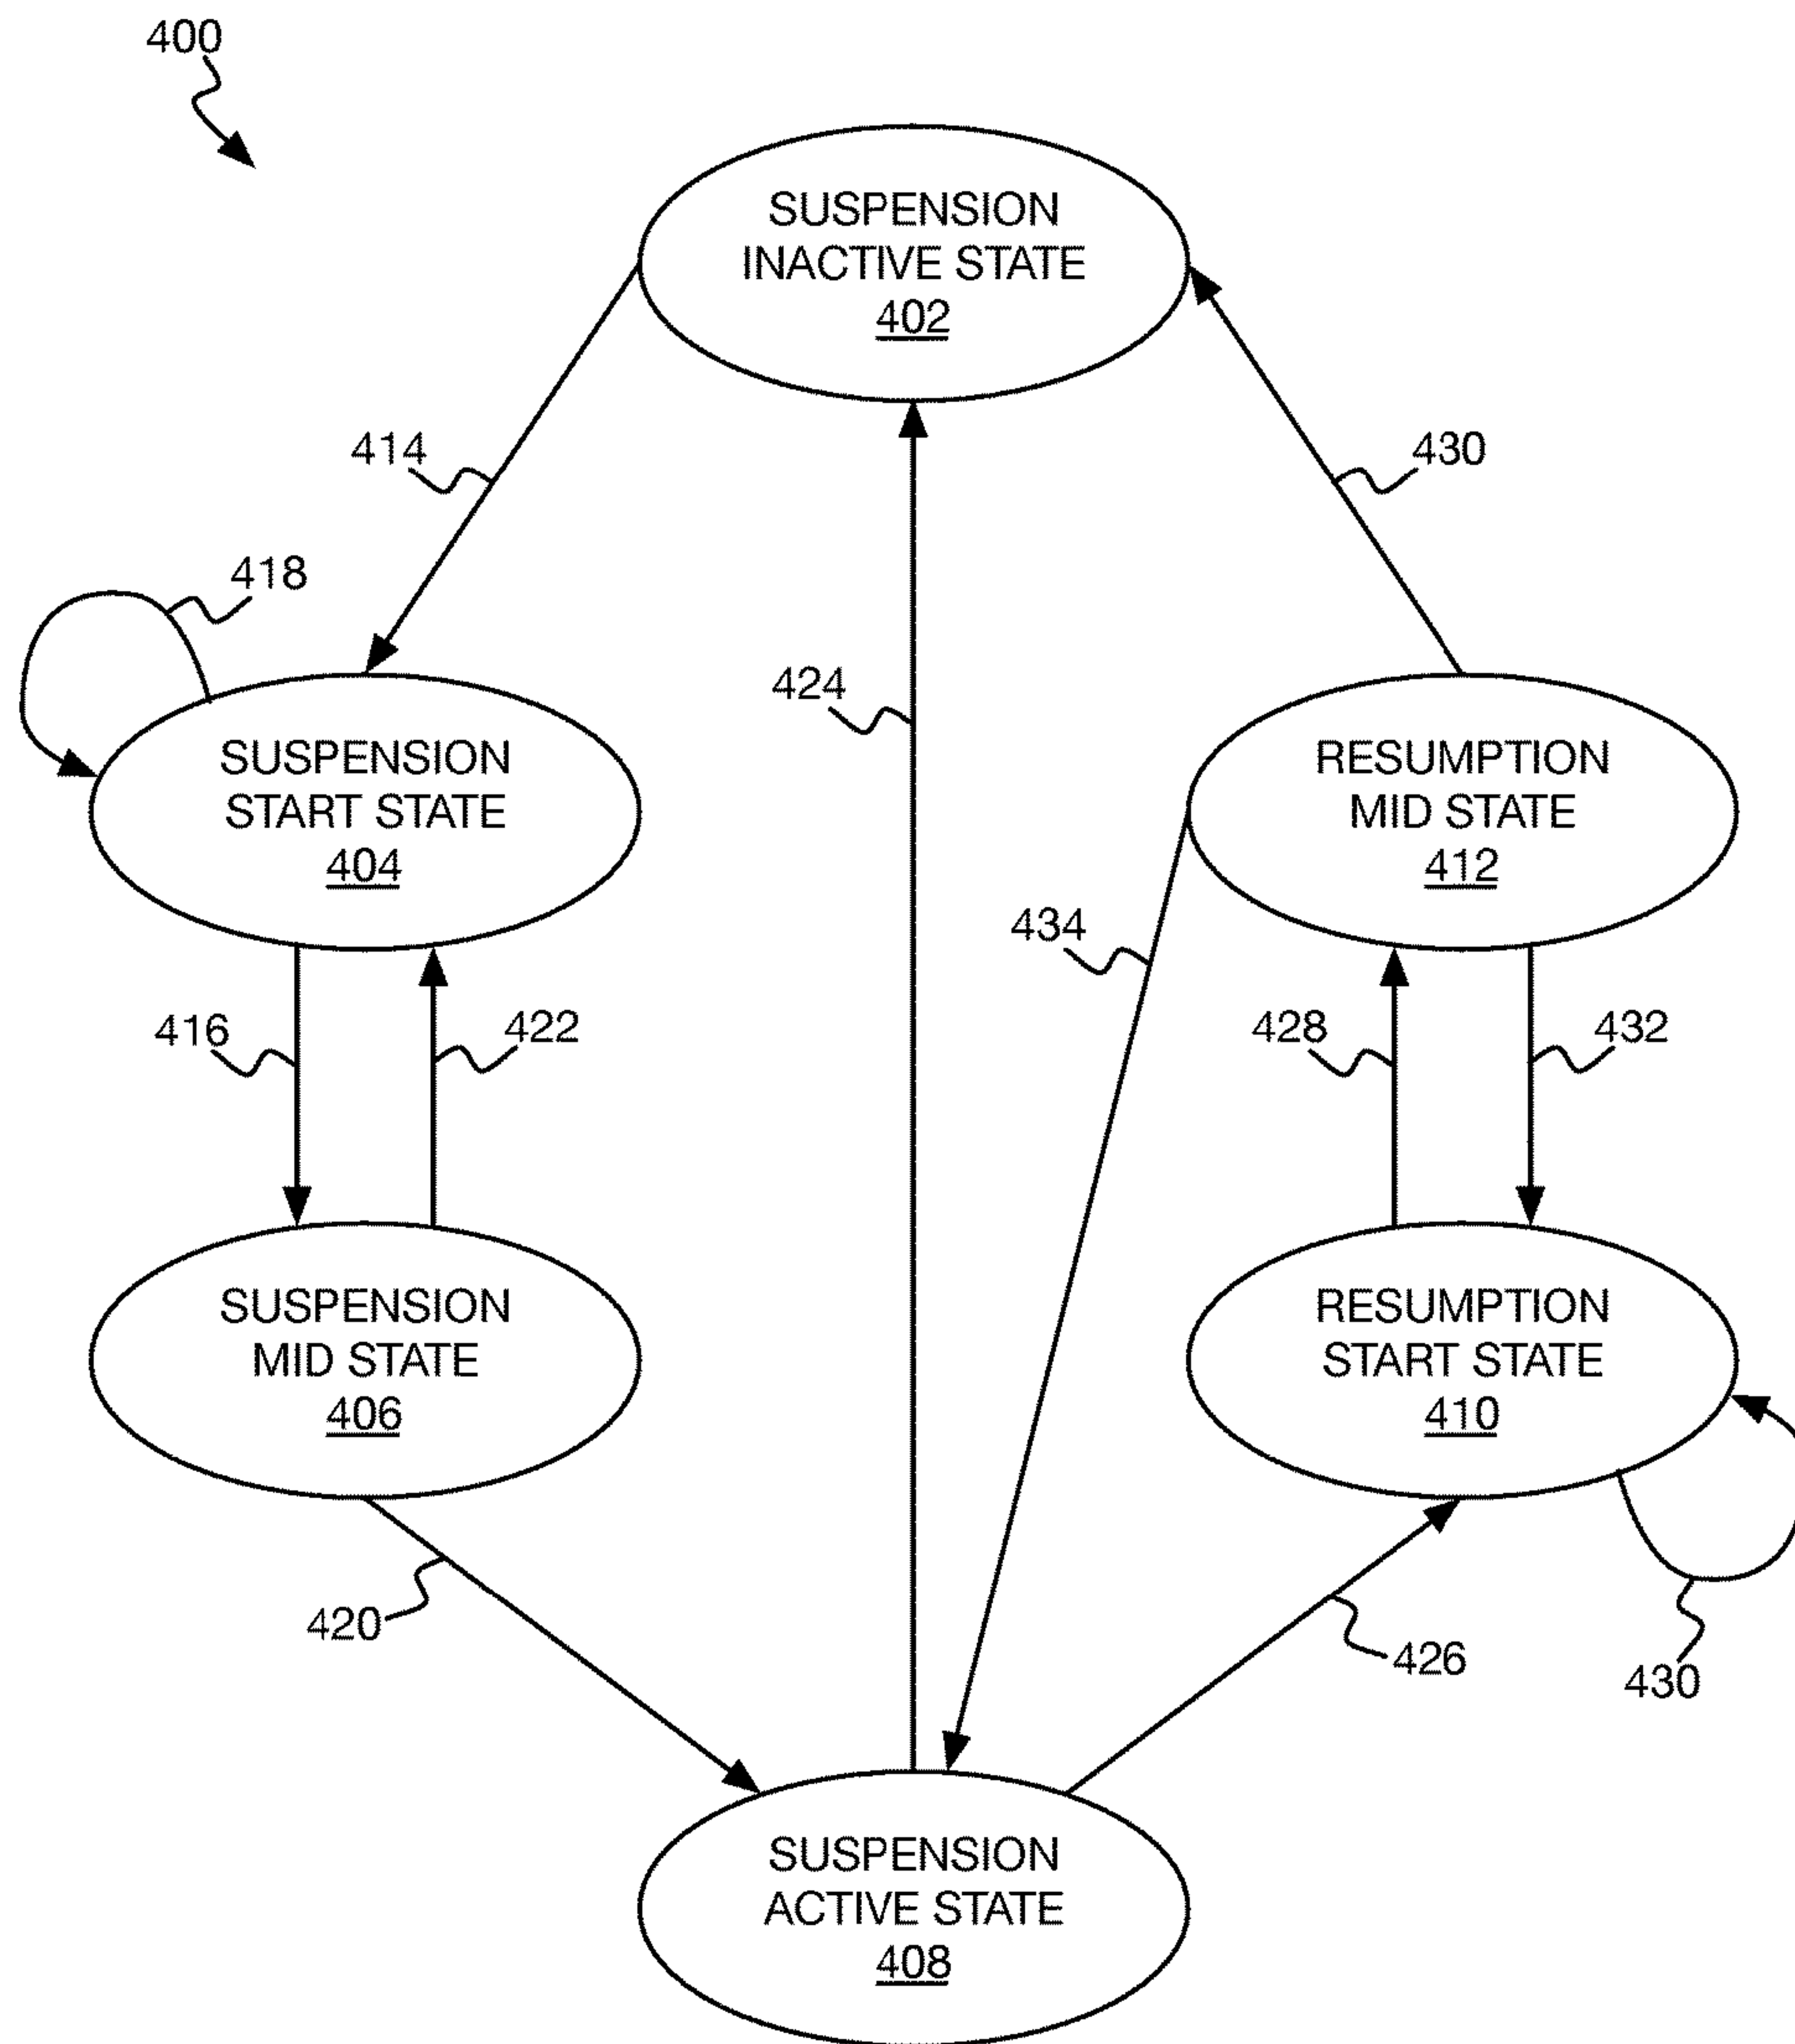 400
SUSPENSION
INACTIVE STATE
402
414
430
418
424
SUSPENSION
START STATE
404
RESUMPTION
MID STATE
412
434
416
422
428
432
SUSPENSION
MID STATE
406
RESUMPTION
START STATE
410
420
426
430
SUSPENSION
ACTIVE STATE
408